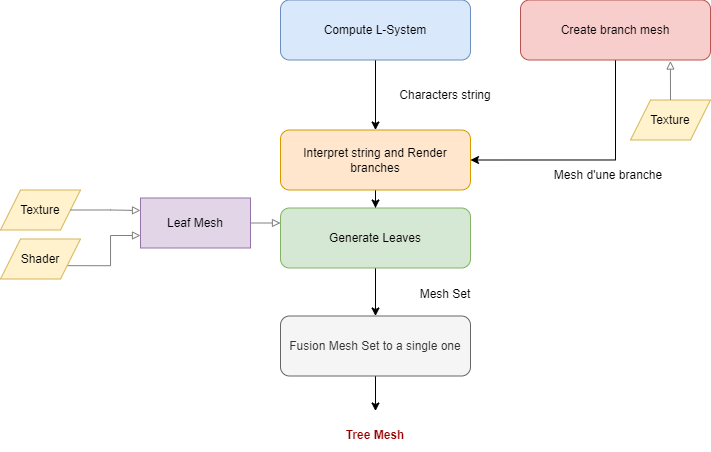 Compute L-System
Create branch mesh
Characters string
Texture
Interpret string and Render
branches
Mesh d'une branche
Texture
Leaf Mesh
Generate Leaves
Shader
Mesh Set
Fusion Mesh Set to a single one
Tree Mesh